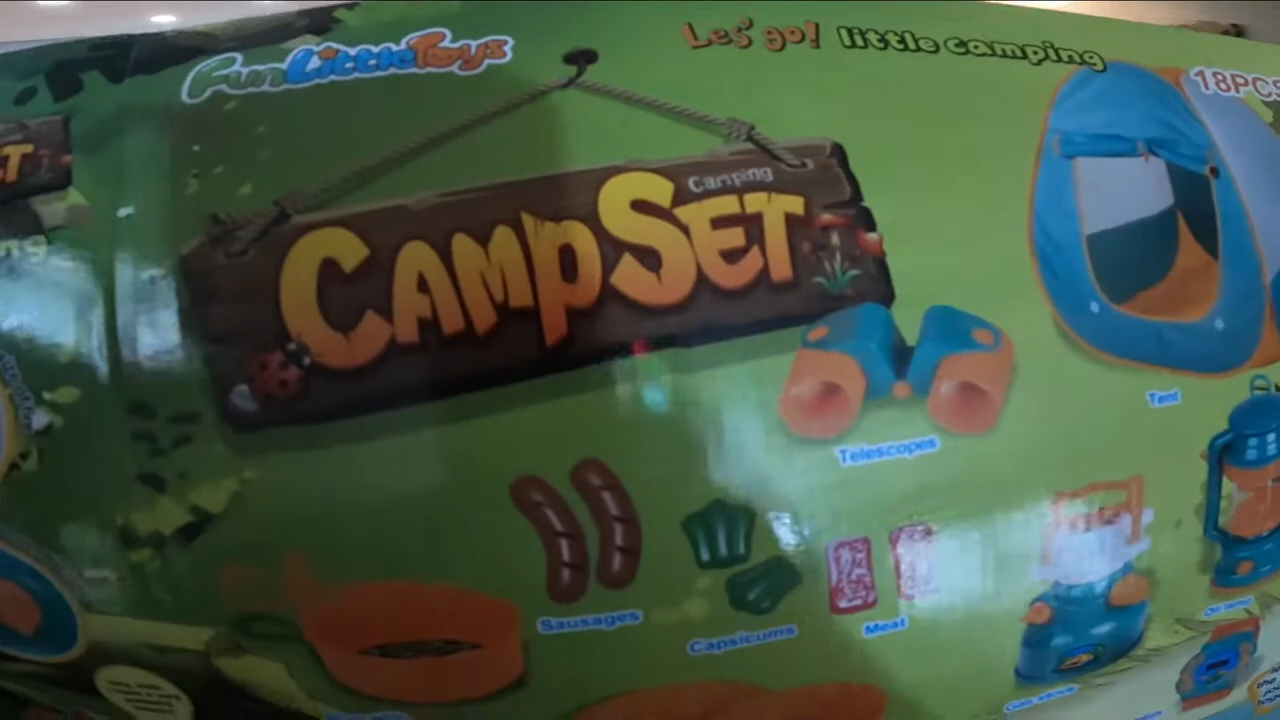 FunLittleToys
Les' go! little camping
18PCS
Camping
CAMPSET
Tent
Telescopes
Sausages
Capsicums
Meat